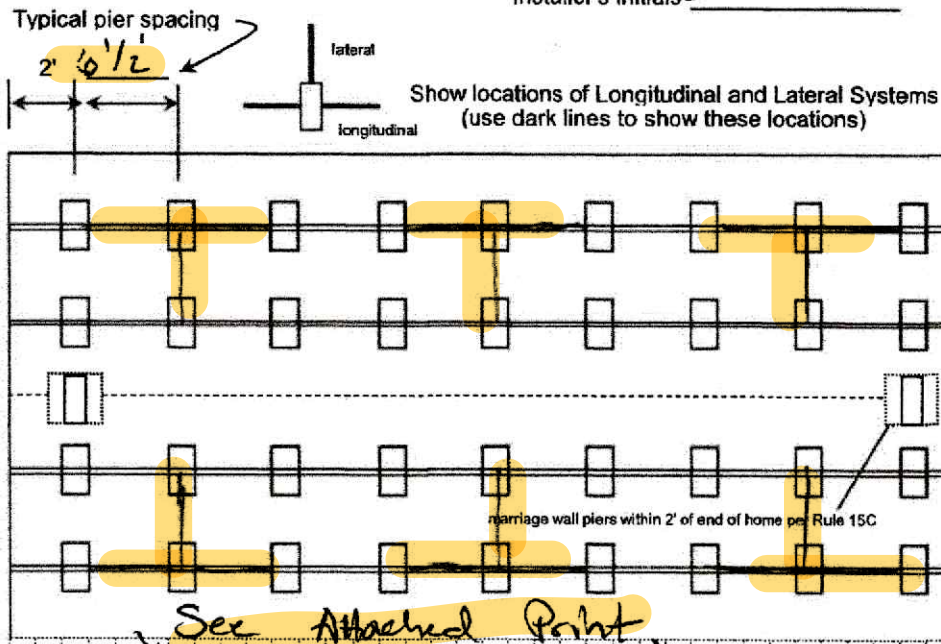 Installer's Initials
Typical pier spacing
2'
lateral
longitudinal
Show locations of Longitudinal and Lateral Systems
(use dark lines to show these locations)
marriage wall piers within 2' of end of home per Rule 15C
See Attached Print